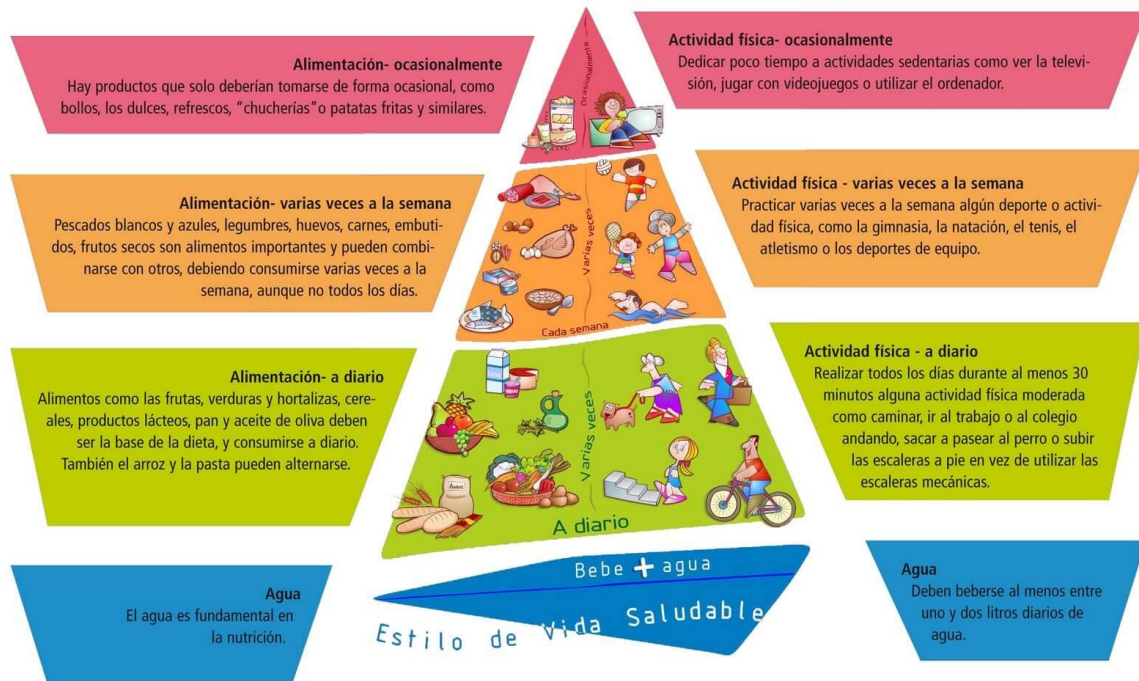 Alimentación- ocasionalmente
Hay productos que solo deberían tomarse de forma ocasional, como
bollos, los dulces, refrescos, "chucherías"o patatas fritas y similares.
Actividad física- ocasionalmente
Dedicar poco tiempo a actividades sedentarias como ver la televi-
sión, jugar con videojuegos o utilizar el ordenador.
Ocasionalmente
Alimentación- varias veces a la semana
Pescados blancos y azules, legumbres, huevos, carnes, embuti-
dos, frutos secos son alimentos importantes y pueden combi-
narse con otros, debiendo consumirse varias veces a la
semana, aunque no todos los días.
Actividad física - varias veces a la semana
Practicar varias veces a la semana algún deporte o activi-
dad física, como la gimnasia, la natación, el tenis, el
atletismo o los deportes de equipo.
Varias veces
Cada semana
Alimentación- a diario
Alimentos como las frutas, verduras y hortalizas, cere-
ales, productos lácteos, pan y aceite de oliva deben
ser la base de la dieta, y consumirse a diario.
También el arroz y la pasta pueden alternarse.
Actividad física - a diario
Realizar todos los días durante al menos 30
minutos alguna actividad física moderada
como caminar, ir al trabajo o al colegio
andando, sacar a pasear al perro o subir
las escaleras a pie en vez de utilizar las
escaleras mecánicas.
Varias veces
A diario
Agua
El agua es fundamental en
la nutrición.
Bebe + agua
Estilo de Vida Saludable
Agua
Deben beberse al menos entre
uno y dos litros diarios de
agua.